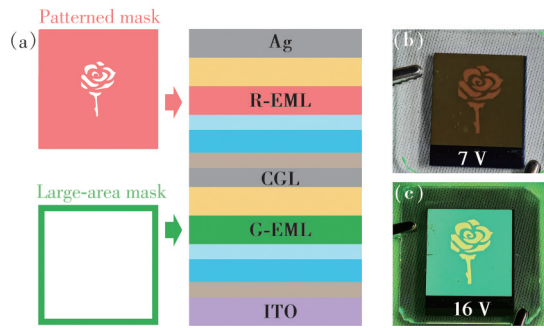 Patterned mask
(a)
Ag
R-EML
CGL
Large-area mask
G-EML
ITO
(b)
7 V
(c)
16 V